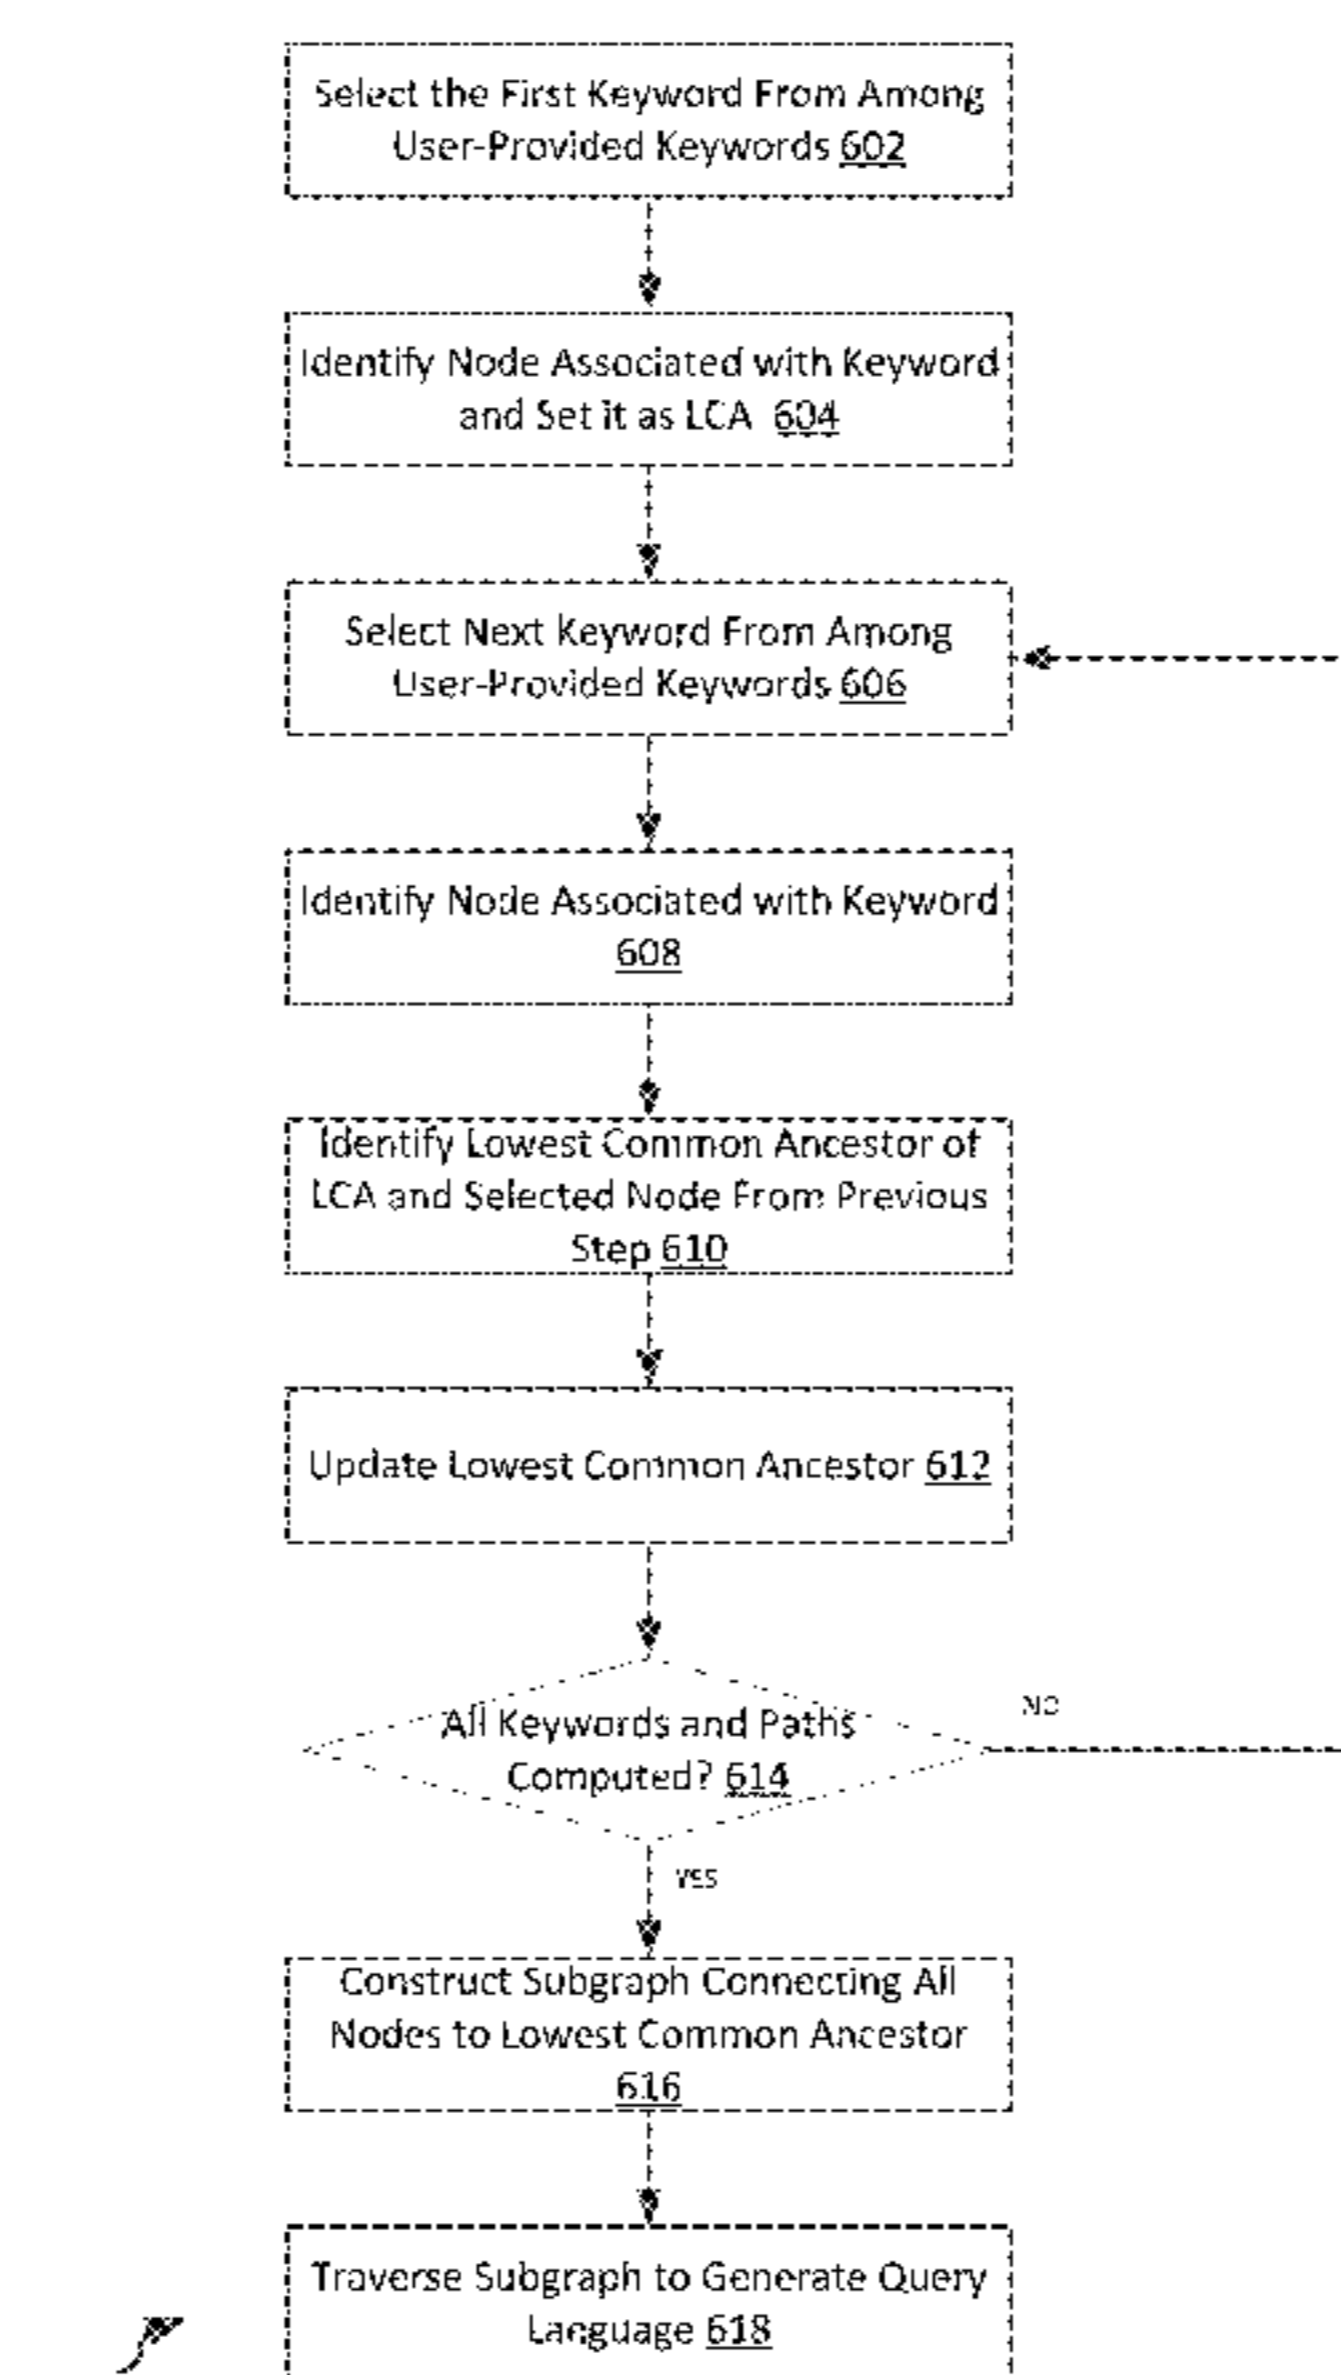 Select the First Keyword From Among
User-Provided Keywords 602
Identify Node Associated with Keyword
and Set it as LCA 604
Select Next Keyword From Among
User-Provided Keywords 606
Identify Node Associated with Keyword
608
Identify Lowest Common Ancestor of
LCA and Selected Node From Previous
Step 610
Update Lowest Common Ancestor 612
All Keywords and Paths
Computed? 614
NO
YES
Construct Subgraph Connecting All
Nodes to Lowest Common Ancestor
616
Traverse Subgraph to Generate Query
Language 618